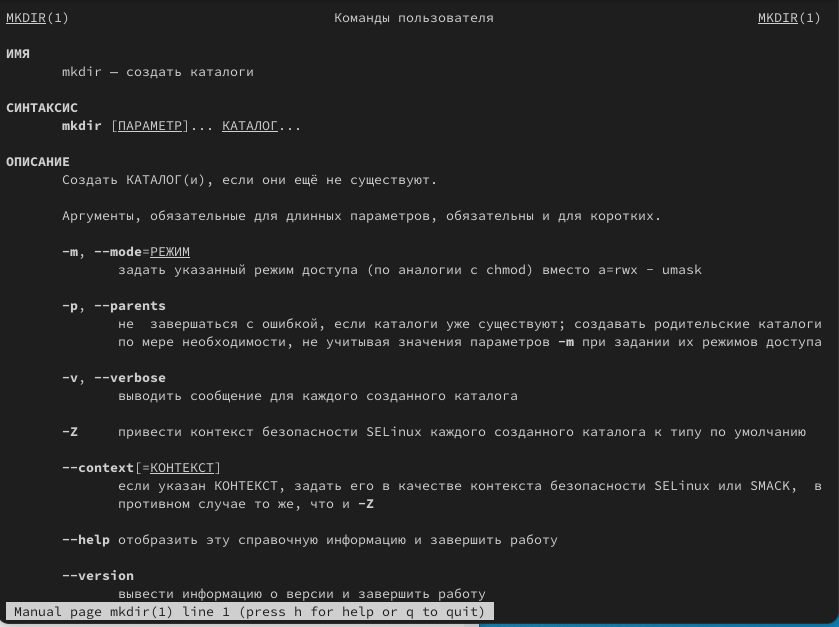 MKDIR(1) Команды пользователя MKDIR(1)
ИМЯ
mkdir — создать каталоги
СИНТАКСИС
mkdir [ПАРАМЕТР]... КАТАЛОГ...
ОПИСАНИЕ
Создать КАТАЛОГ(и), если они ещё не существуют.
Аргументы, обязательные для длинных параметров, обязательны и для коротких.
-m, --mode=РЕЖИМ
задать указанный режим доступа (по аналогии с chmod) вместо a=rwx - umask
-p, --parents
не завершаться с ошибкой, если каталоги уже существуют; создавать родительские каталоги
по мере необходимости, не учитывая значения параметров -m при задании их режимов доступа
-v, --verbose
выводить сообщение для каждого созданного каталога
-Z привести контекст безопасности SELinux каждого созданного каталога к типу по умолчанию
--context[=КОНТЕКСТ]
если указан КОНТЕКСТ, задать его в качестве контекста безопасности SELinux или SMACK, в
противном случае то же, что и -Z
--help отобразить эту справочную информацию и завершить работу
--version
вывести информацию о версии и завершить работу
Manual page mkdir(1) line 1 (press h for help or q to quit)